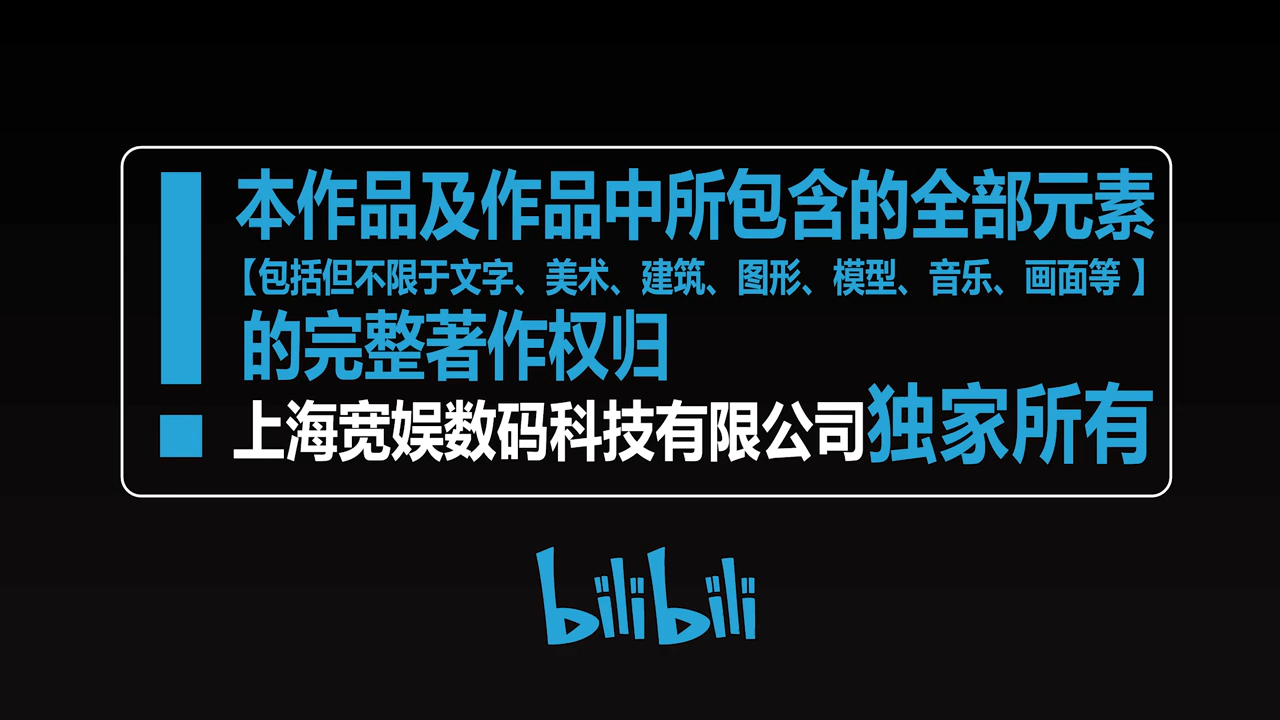 本作品及作品中所包含的全部元素
【包括但不限于文字、美术、建筑、图形、模型、音乐、画面等 】
的完整著作权归
上海宽娱数码科技有限公司独家所有
bilibili